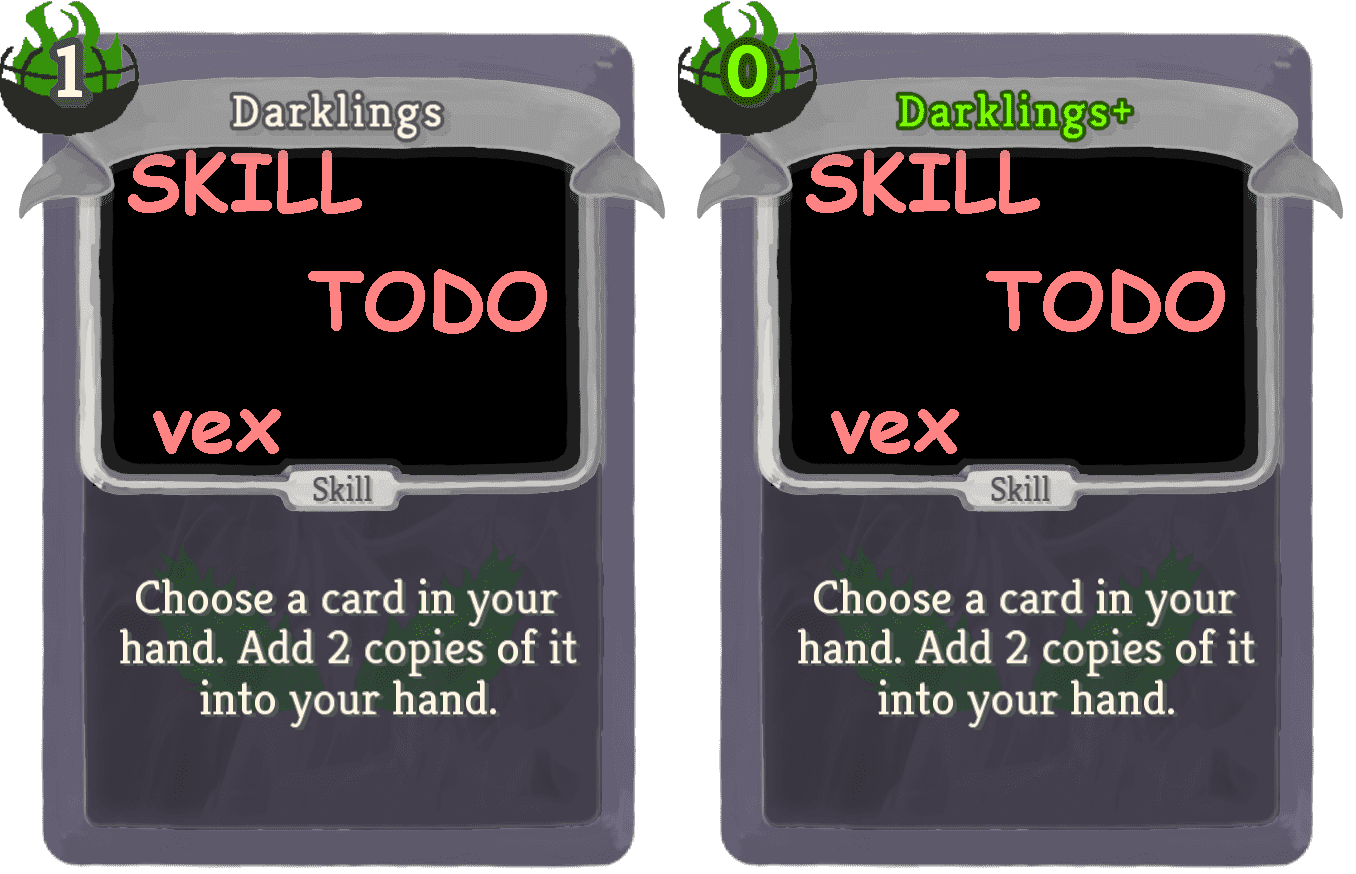 1
Darklings
SKILL
TODO
vex
Skill
Choose a card in your
hand. Add 2 copies of it
into your hand.
0
Darklings+
SKILL
TODO
vex
Skill
Choose a card in your
hand. Add 2 copies of it
into your hand.